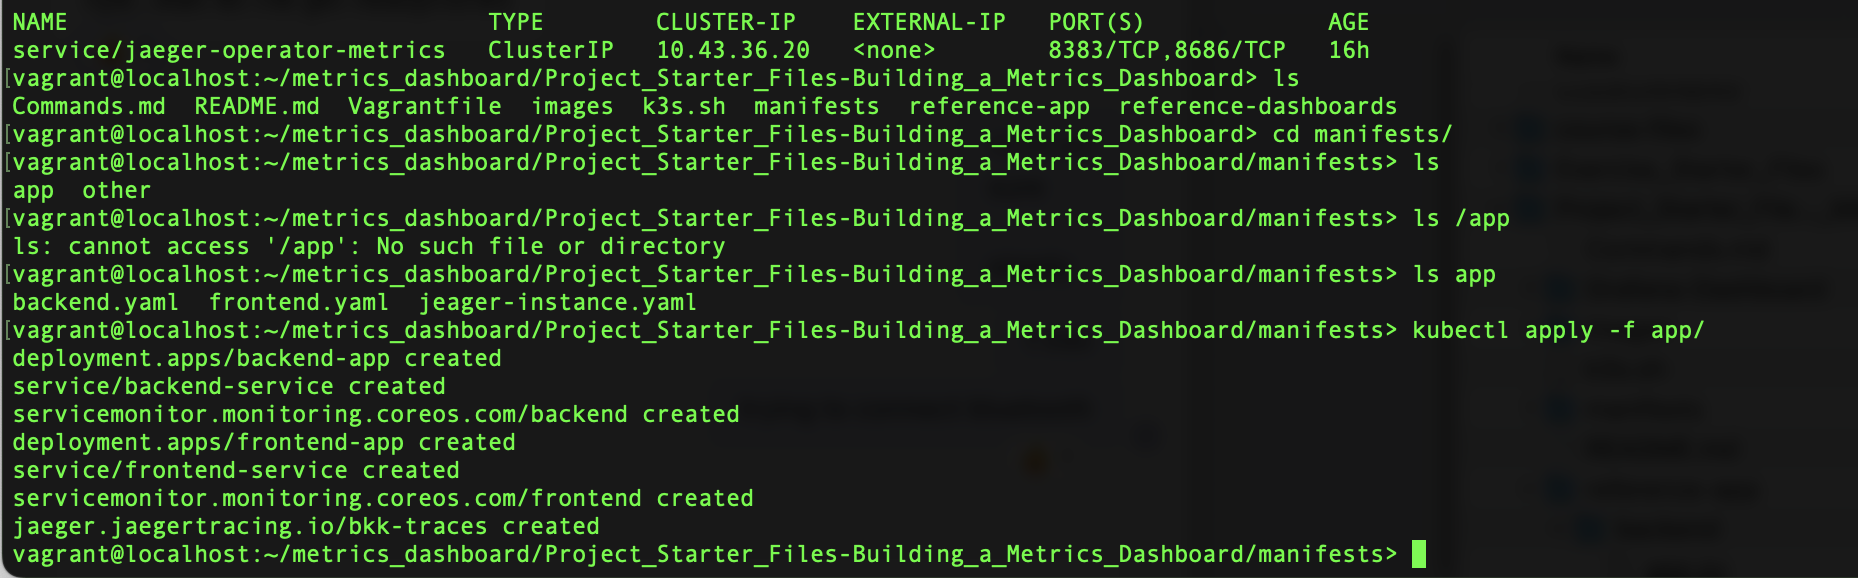 NAME TYPE CLUSTER-IP EXTERNAL-IP PORT(S) AGE
service/jaeger-operator-metrics ClusterIP 10.43.36.20 <none> 8383/TCP,8686/TCP 16h
[vagrant@localhost:~/metrics_dashboard/Project_Starter_Files-Building_a_Metrics_Dashboard> ls
Commands.md README.md Vagrantfile images k3s.sh manifests reference-app reference-dashboards
[vagrant@localhost:~/metrics_dashboard/Project_Starter_Files-Building_a_Metrics_Dashboard> cd manifests/
[vagrant@localhost:~/metrics_dashboard/Project_Starter_Files-Building_a_Metrics_Dashboard/manifests> ls
app other
[vagrant@localhost:~/metrics_dashboard/Project_Starter_Files-Building_a_Metrics_Dashboard/manifests> ls /app
ls: cannot access '/app': No such file or directory
[vagrant@localhost:~/metrics_dashboard/Project_Starter_Files-Building_a_Metrics_Dashboard/manifests> ls app
backend.yaml frontend.yaml jeager-instance.yaml
[vagrant@localhost:~/metrics_dashboard/Project_Starter_Files-Building_a_Metrics_Dashboard/manifests> kubectl apply -f app/
deployment.apps/backend-app created
service/backend-service created
servicemonitor.monitoring.coreos.com/backend created
deployment.apps/frontend-app created
service/frontend-service created
servicemonitor.monitoring.coreos.com/frontend created
jaeger.jaegertracing.io/bkk-traces created
vagrant@localhost:~/metrics_dashboard/Project_Starter_Files-Building_a_Metrics_Dashboard/manifests>